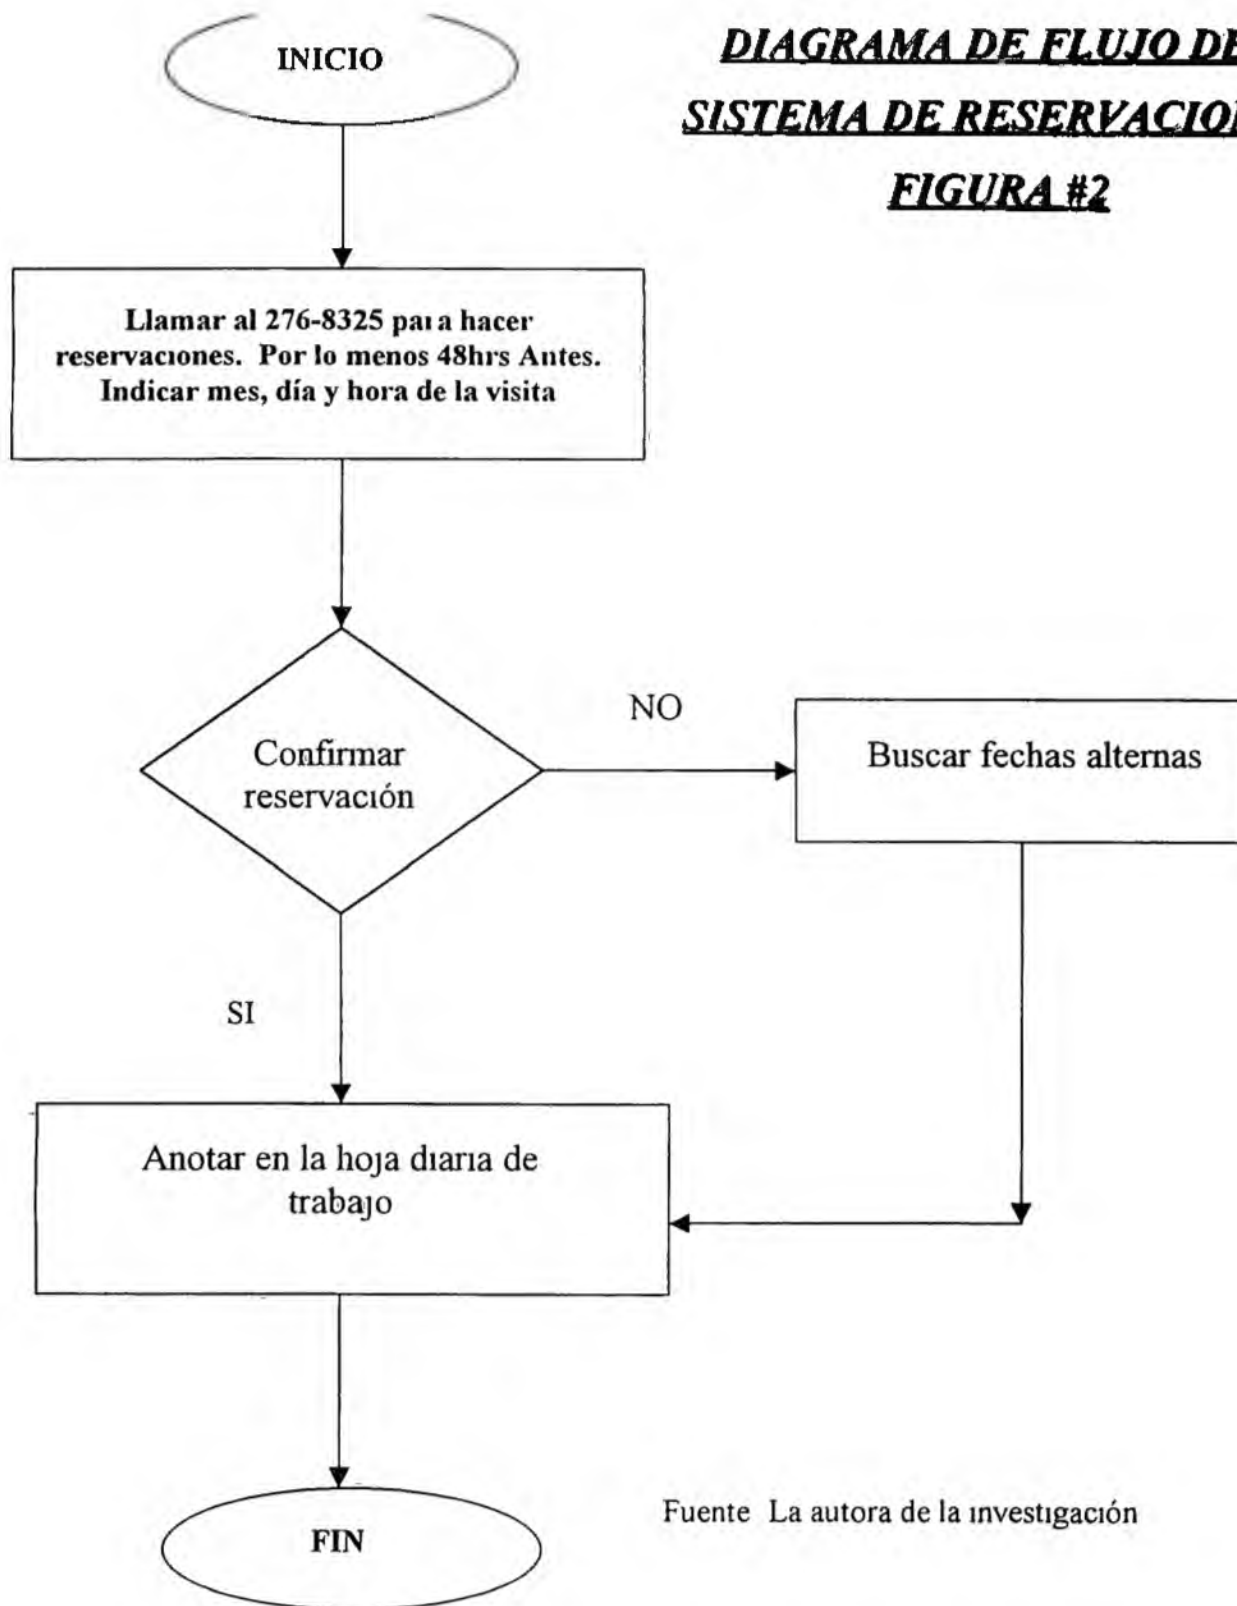 INICIO
DIAGRAMA DE FLUJO DE
SISTEMA DE RESERVACION
FIGURA #2
Llamar al 276-8325 para hacer
reservaciones. Por lo menos 48hrs Antes.
Indicar mes, día y hora de la visita
Confirmar
reservación
NO
Buscar fechas alternas
SI
Anotar en la hoja diaria de
trabajo
FIN
Fuente La autora de la investigación